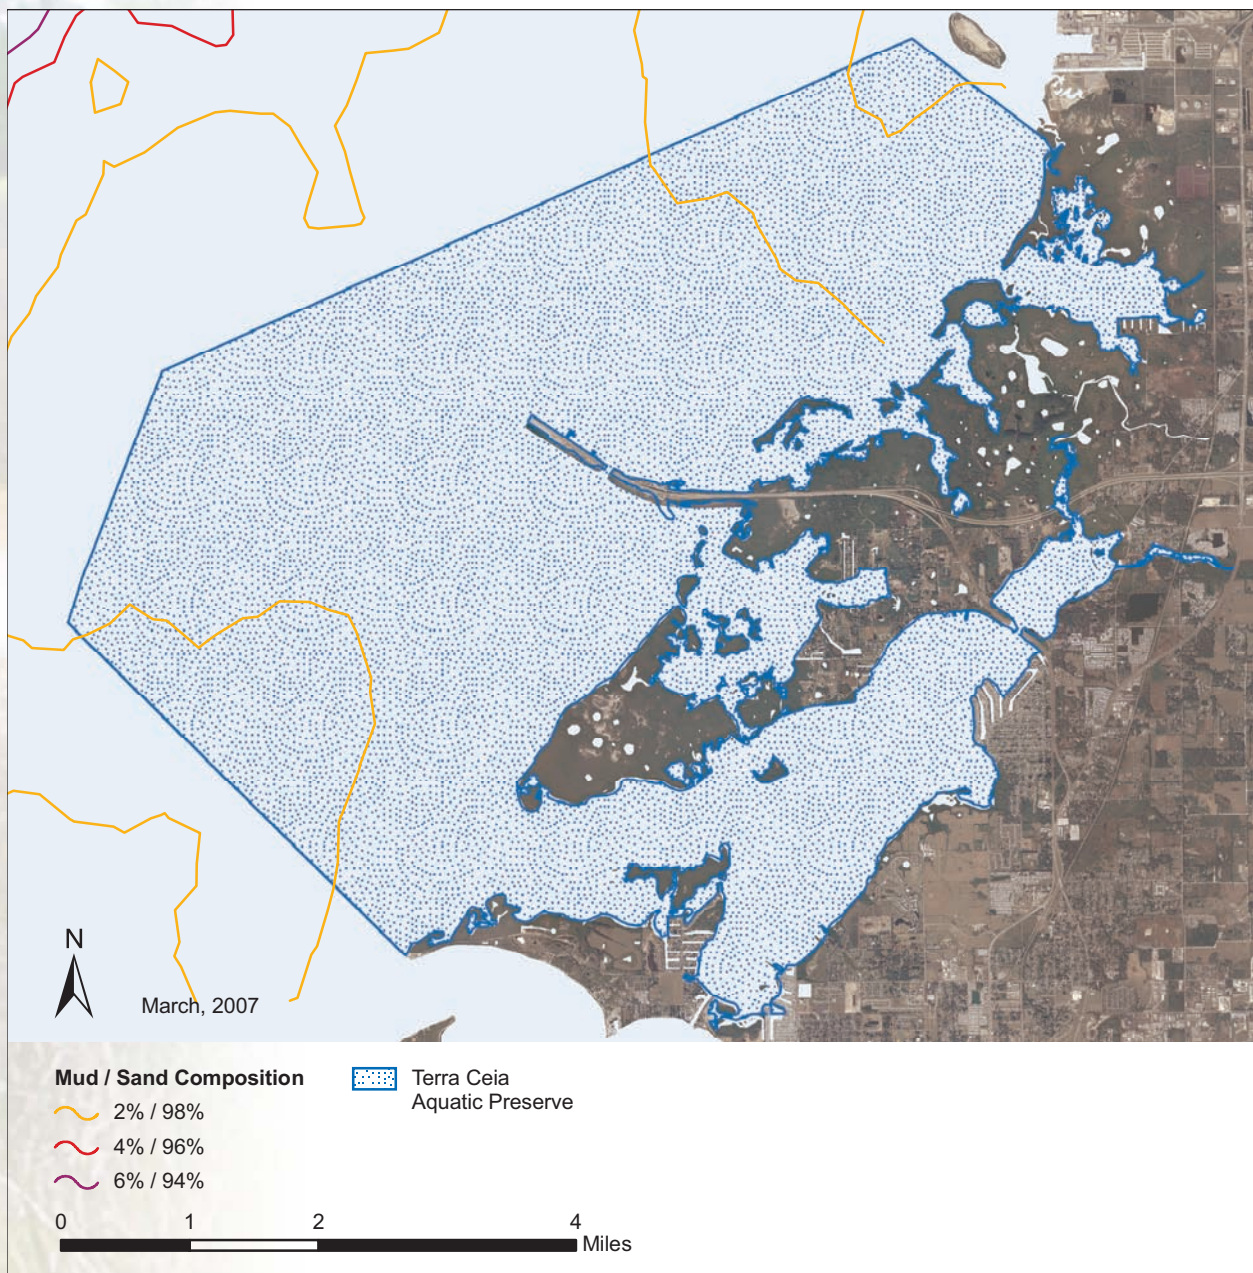 N
March, 2007
Mud / Sand Composition
2% / 98%
4% / 96%
6% / 94%
Terra Ceia
Aquatic Preserve
0 1 2 4
Miles